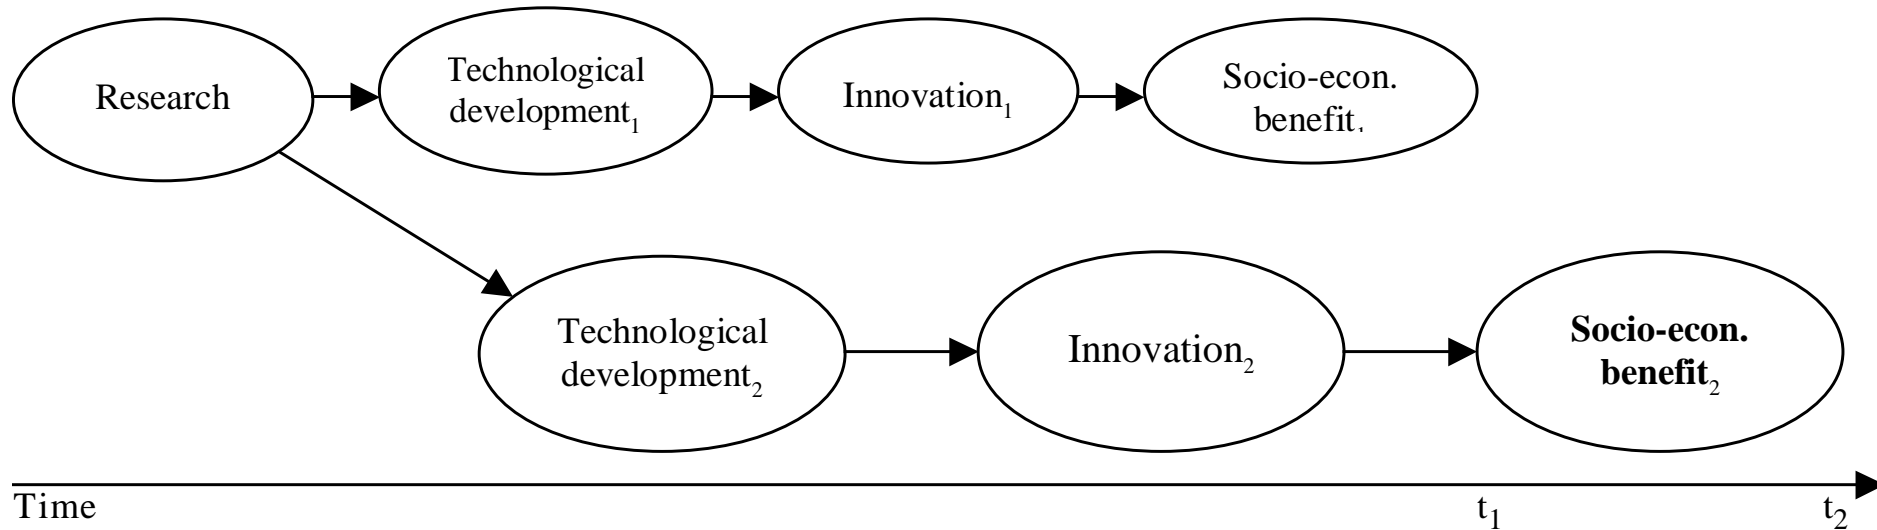 Research
Technological
development₁
Innovation₁
Socio-econ.
benefit₁
Technological
development₂
Innovation₂
Socio-econ.
benefit₂
Time
t₁
t₂